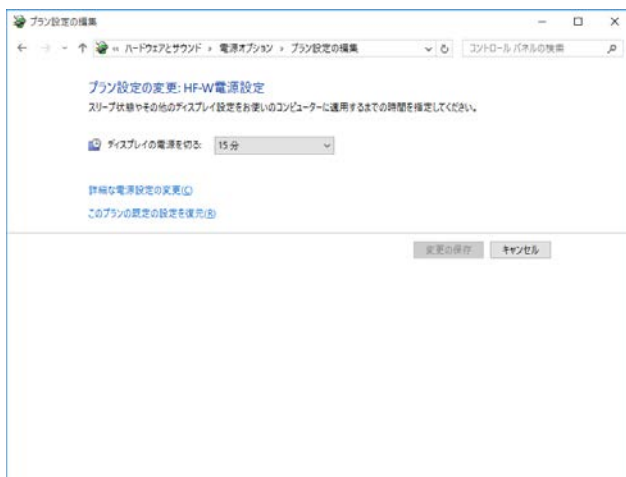 プラン設定の編集
« ハードウェアとサウンド › 電源オプション › プラン設定の編集
コントロール パネルの検索
プラン設定の変更: HF-W電源設定
スリープ状態やその他のディスプレイ設定をお使いのコンピューターに適用するまでの時間を指定してください。
ディスプレイの電源を切る: 15 分
詳細な電源設定の変更(C)
このプランの既定の設定を復元(R)
変更の保存 キャンセル